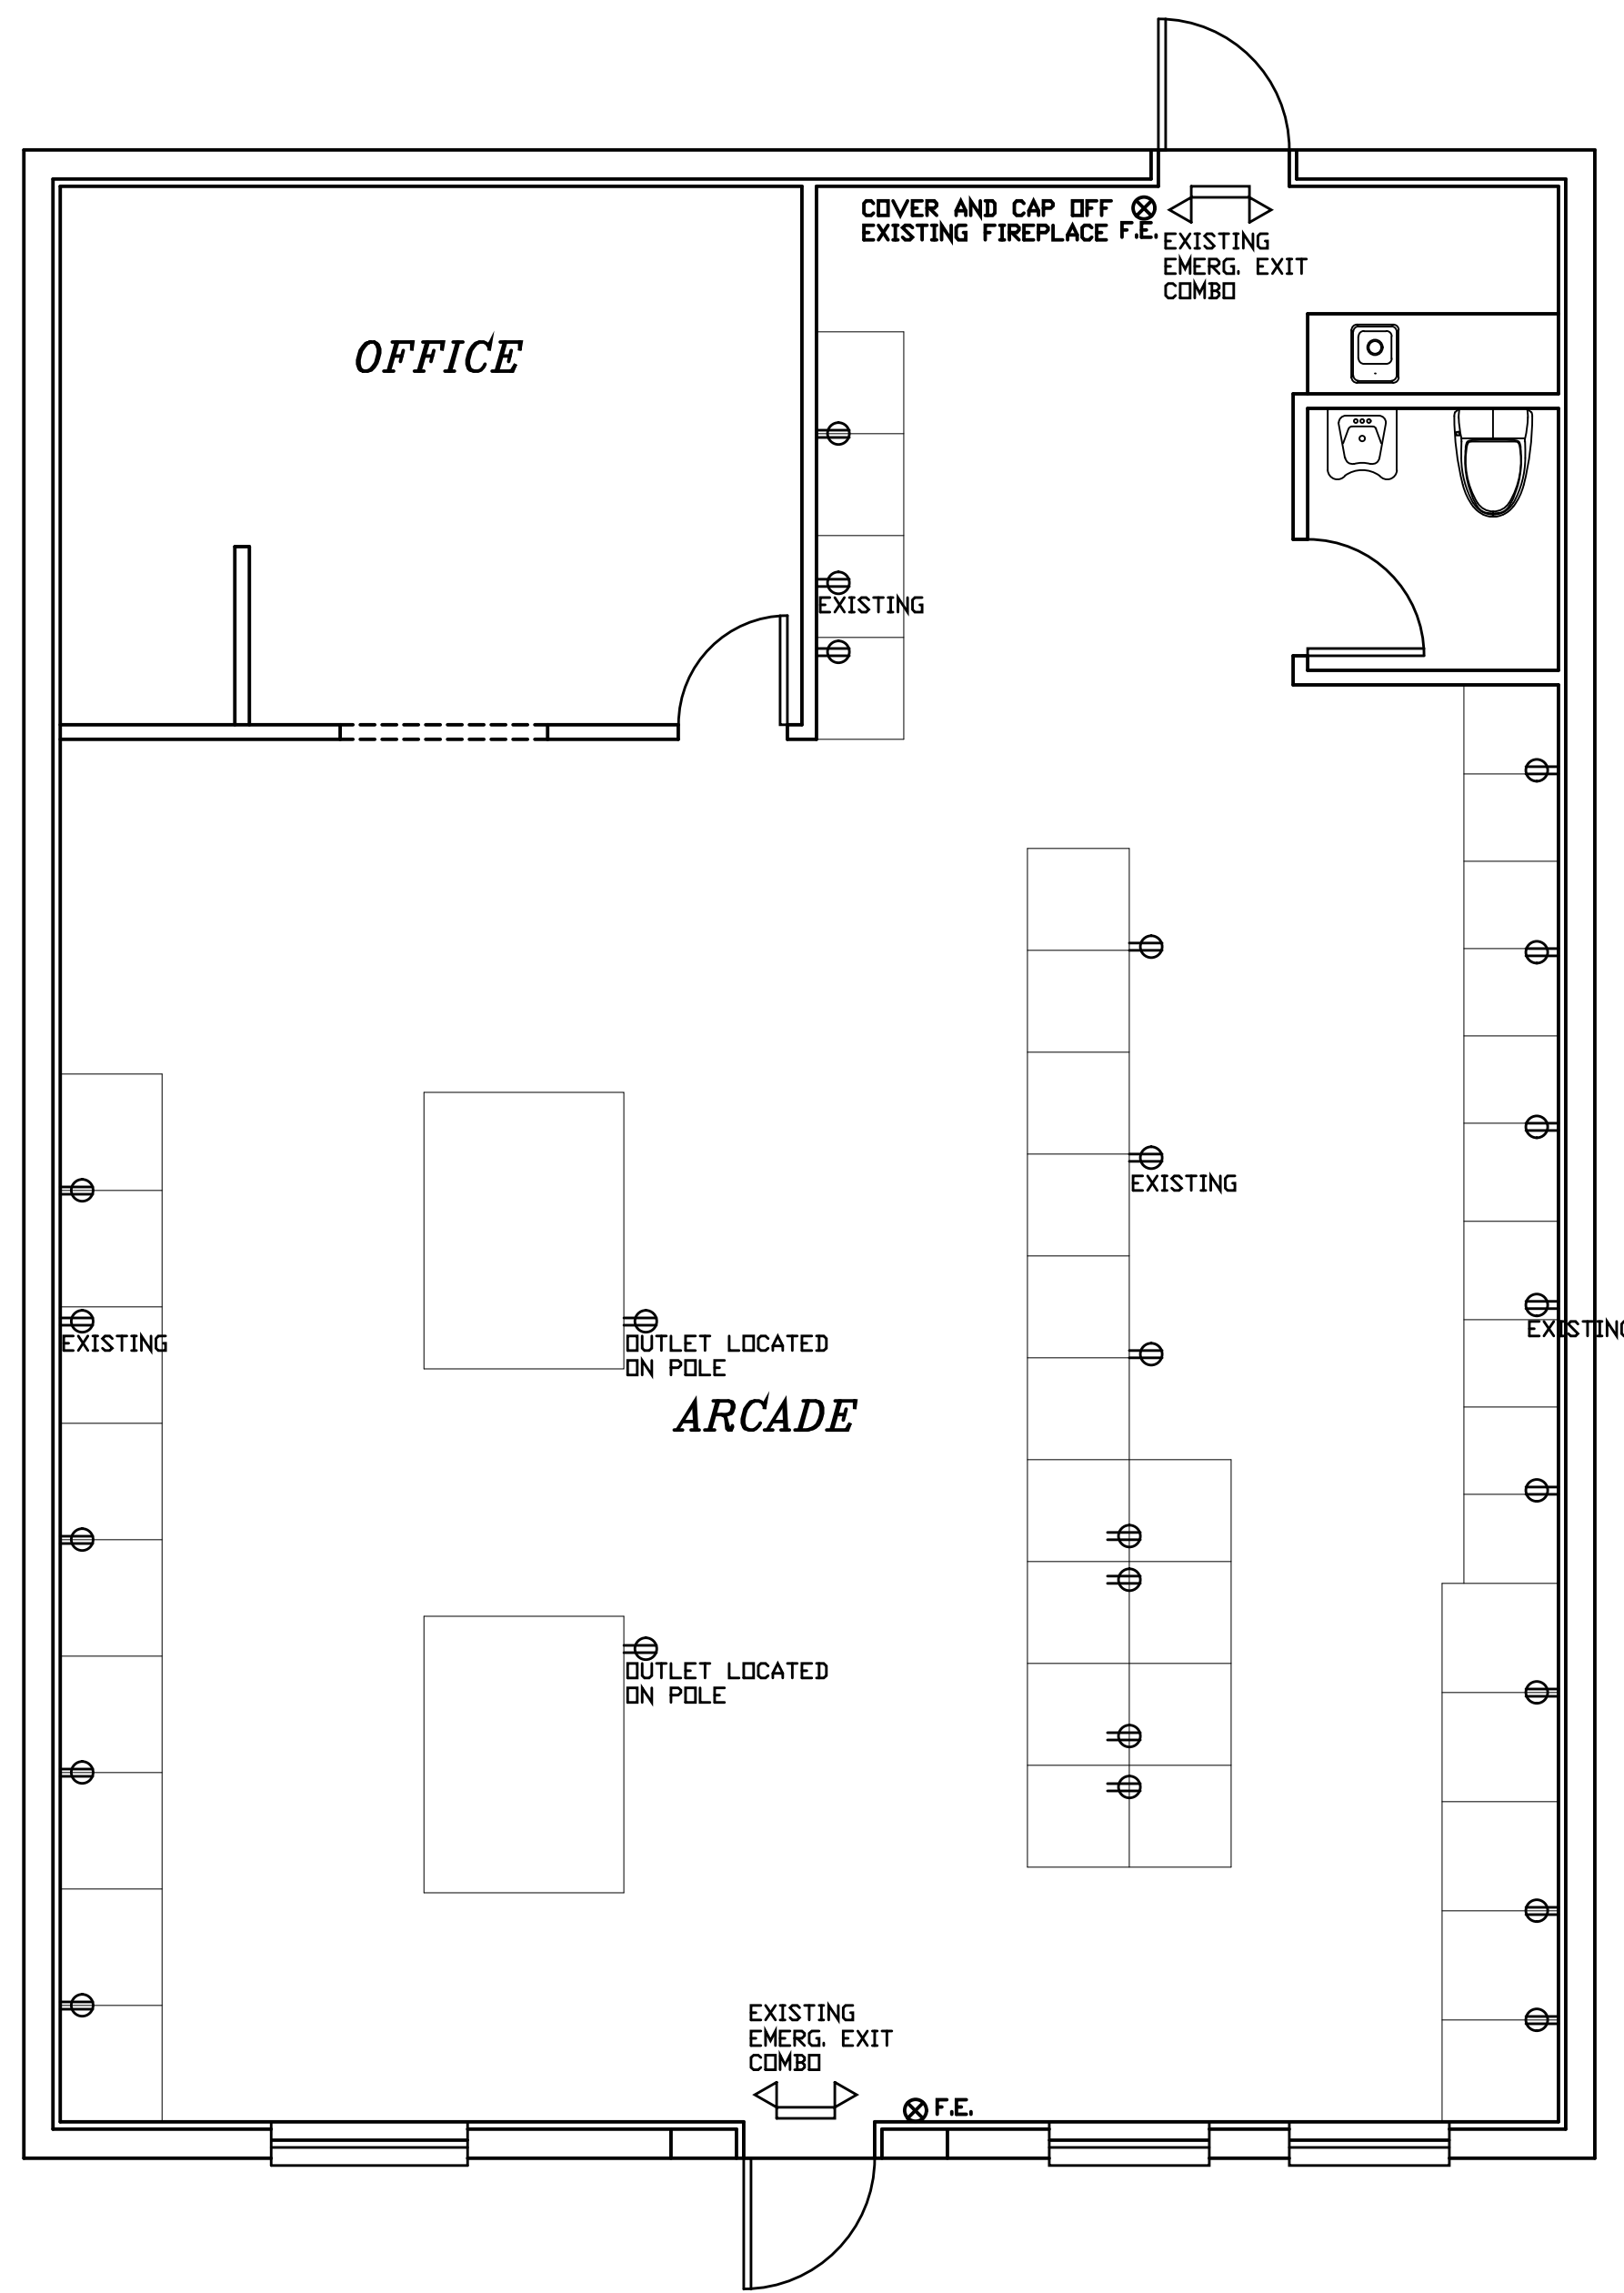 COVER AND CAP OFF
EXISTING FIREPLACE
F.E.
EXISTING
EMERG. EXIT
COMBO
OFFICE
EXISTING
EXISTING
EXISTING
EXISTING
OUTLET LOCATED
ON POLE
ARCADE
OUTLET LOCATED
ON POLE
EXISTING
EMERG. EXIT
COMBO
F.E.